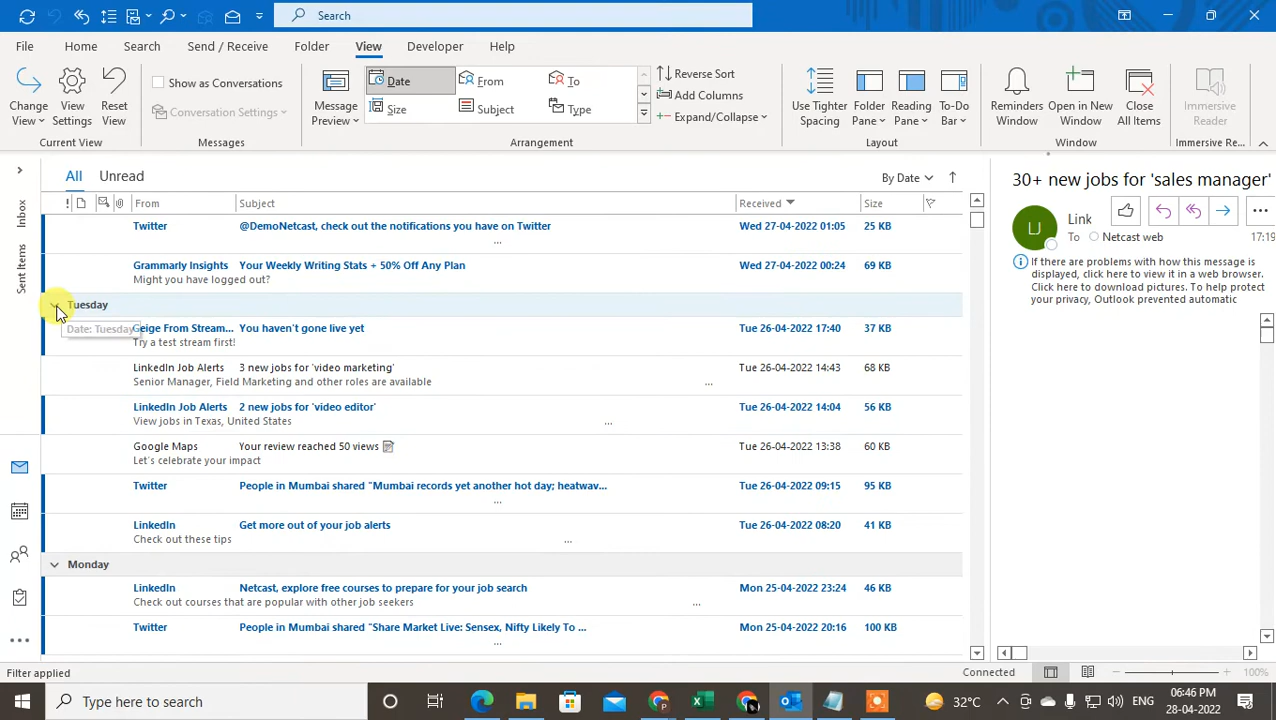 Search
File Home Search Send / Receive Folder View Developer Help
Change View View Settings Reset View
Current View
Show as Conversations
Conversation Settings
Messages
Message Preview
Date From To
Size Subject Type
Reverse Sort
Add Columns
Expand/Collapse
Arrangement
Use Tighter Spacing Folder Pane Reading Pane To-Do Bar
Layout
Reminders Window Open in New Window Close All Items
Window
Immersive Reader
Immersive Re...
All Unread
By Date
! From Subject Received Size
Inbox
Sent Items
Twitter @DemoNetcast, check out the notifications you have on Twitter Wed 27-04-2022 01:05 25 KB
...
Grammarly Insights Your Weekly Writing Stats + 50% Off Any Plan Wed 27-04-2022 00:24 69 KB
Might you have logged out?
Tuesday
Date: Tuesday
Geige From Stream... You haven't gone live yet Tue 26-04-2022 17:40 37 KB
Try a test stream first!
LinkedIn Job Alerts 3 new jobs for 'video marketing' Tue 26-04-2022 14:43 68 KB
Senior Manager, Field Marketing and other roles are available ...
LinkedIn Job Alerts 2 new jobs for 'video editor' Tue 26-04-2022 14:04 56 KB
View jobs in Texas, United States ...
Google Maps Your review reached 50 views Tue 26-04-2022 13:38 60 KB
Let's celebrate your impact
Twitter People in Mumbai shared "Mumbai records yet another hot day; heatwav... Tue 26-04-2022 09:15 95 KB
...
LinkedIn Get more out of your job alerts Tue 26-04-2022 08:20 41 KB
Check out these tips ...
Monday
LinkedIn Netcast, explore free courses to prepare for your job search Mon 25-04-2022 23:24 46 KB
Check out courses that are popular with other job seekers ...
Twitter People in Mumbai shared "Share Market Live: Sensex, Nifty Likely To ... Mon 25-04-2022 20:16 100 KB
...
30+ new jobs for 'sales manager'
U Link
To Netcast web 17:19
If there are problems with how this message is
displayed, click here to view it in a web browser.
Click here to download pictures. To help
protect your privacy, Outlook prevented automatic
Filter applied Connected 100%
Type here to search 32°C ENG 06:46 PM
28-04-2022